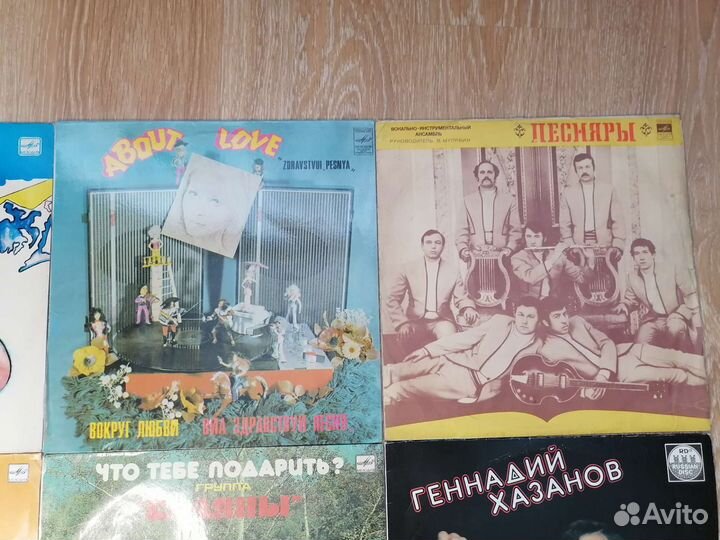 ABOUT LOVE
"ZDRAVSTVUI, PESNYA"
ВОКРУГ ЛЮБВИ ВИА ЗДРАВСТВУЙ ПЕСНЯ
ВОКАЛЬНО-ИНСТРУМЕНТАЛЬНЫЙ
АНСАМБЛЬ
ПЕСНЯРЫ
РУКОВОДИТЕЛЬ В. МУЛЯВИН
ЧТО ТЕБЕ ПОДАРИТЬ?
ГРУППА
ГЕННАДИЙ
ХАЗАНОВ
RD
RUSSIAN
DISC
Avito